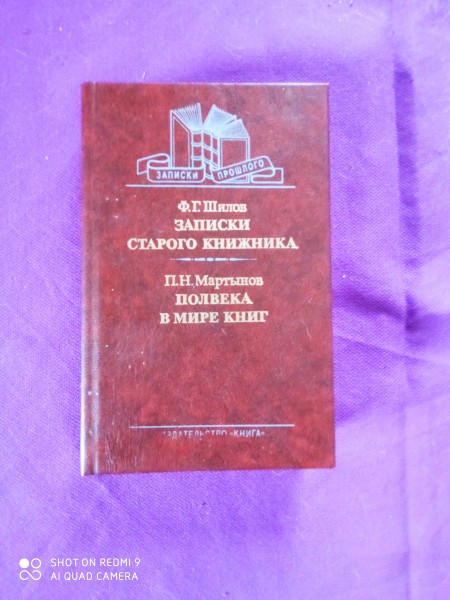 ЗАПИСКИ ПРОШЛОГО
Ф.Г. Шилов
ЗАПИСКИ
СТАРОГО КНИЖНИКА
П.Н. Мартынов
ПОЛВЕКА
В МИРЕ КНИГ
ИЗДАТЕЛЬСТВО «КНИГА»
SHOT ON REDMI 9
AI QUAD CAMERA